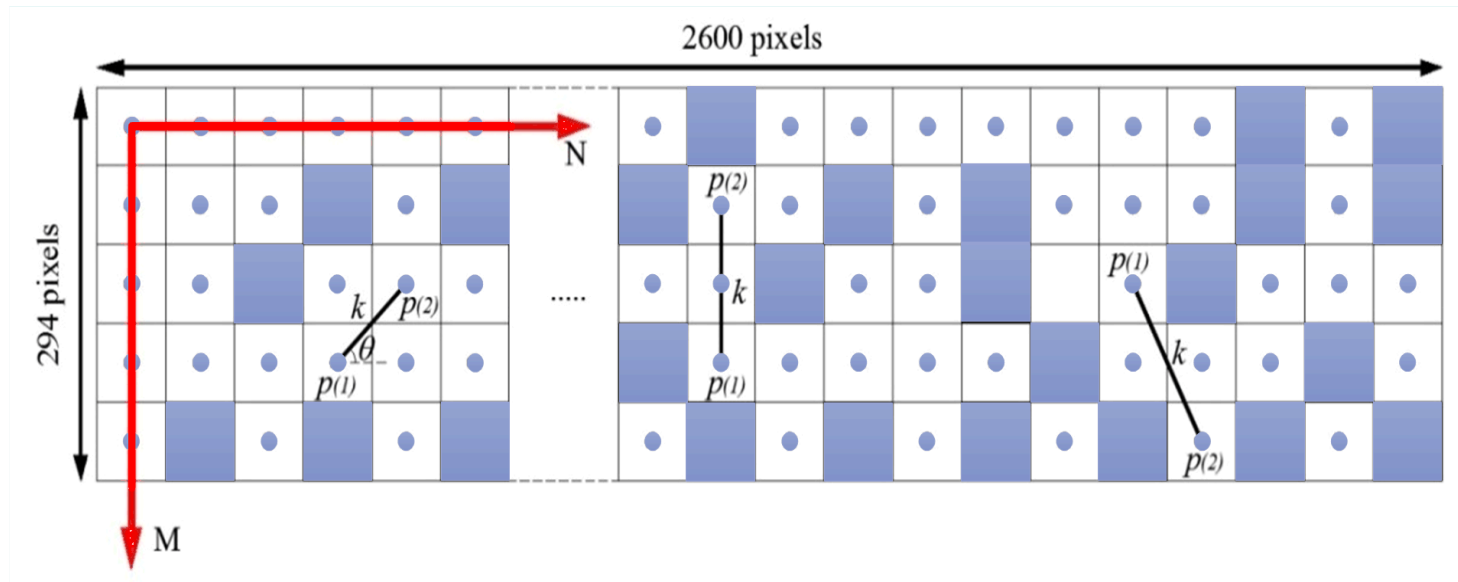 2600 pixels
N
p(2)
294 pixels
p(1)
k
p(2)
.....
k
k
θ
p(1)
p(1)
p(2)
M